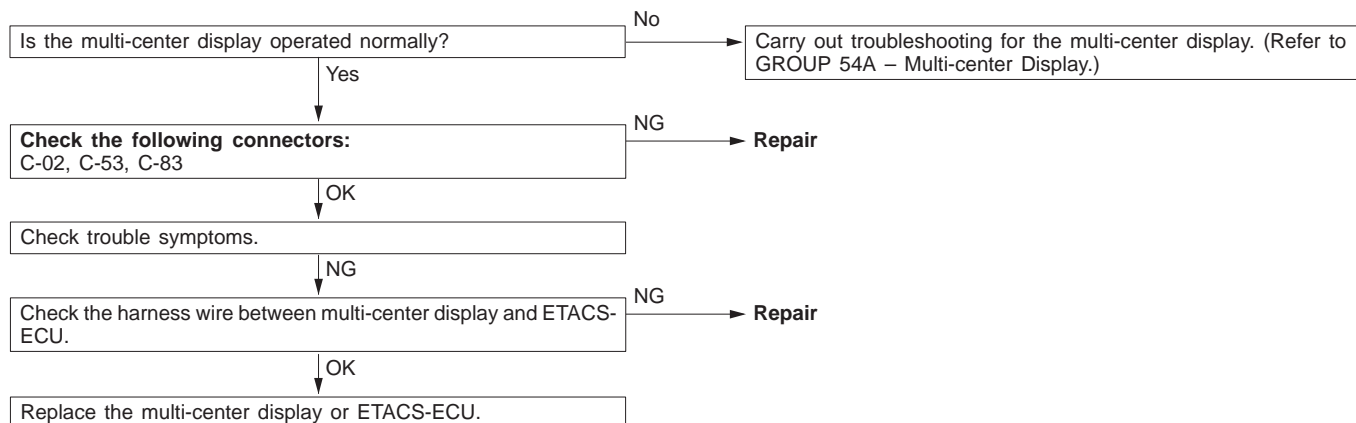 Is the multi-center display operated normally?
No
Carry out troubleshooting for the multi-center display. (Refer to
GROUP 54A – Multi-center Display.)
Yes
Check the following connectors:
C-02, C-53, C-83
NG
Repair
OK
Check trouble symptoms.
NG
Check the harness wire between multi-center display and ETACS-
ECU.
NG
Repair
OK
Replace the multi-center display or ETACS-ECU.